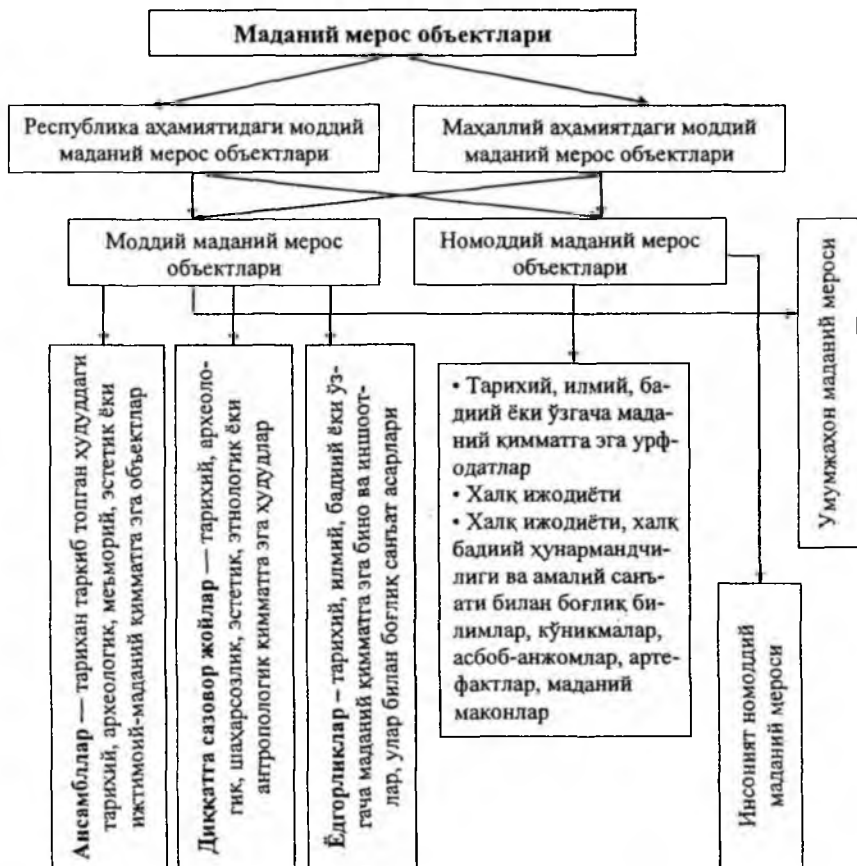 Маданий мерос объектлари
Республика аҳамиятидаги моддий
маданий мерос объектлари
Маҳаллий аҳамиятдаги моддий
маданий мерос объектлари
Моддий маданий мерос
объектлари
Номоддий маданий мерос
объектлари
Умумжаҳон маданий мероси
Ансамбллар — тарихан таркиб топган ҳудуддаги
тарихий, археологик, меъморий, эстетик ёки
ижтимоий-маданий қимматга эга объектлар
Диққатга сазовор жойлар — тарихий, археоло-
гик, шаҳарсозлик, эстетик, этнологик ёки
антропологик қимматга эга ҳудудлар
Ёдгорликлар – тарихий, илмий, бадиий ёки ўз-
гача маданий қимматга эга бино ва иншоот-
лар, улар билан боғлиқ санъат асарлари
• Тарихий, илмий, ба-
диий ёки ўзгача мада-
ний қимматга эга урф-
одатлар
• Халқ ижодиёти
• Халқ ижодиёти, халқ
бадиий ҳунармандчи-
лиги ва амалий санъ-
ати билан боғлиқ би-
лимлар, кўникмалар,
асбоб-анжомлар, арте-
фактлар, маданий
маконлар
Инсоният номоддий
маданий мероси